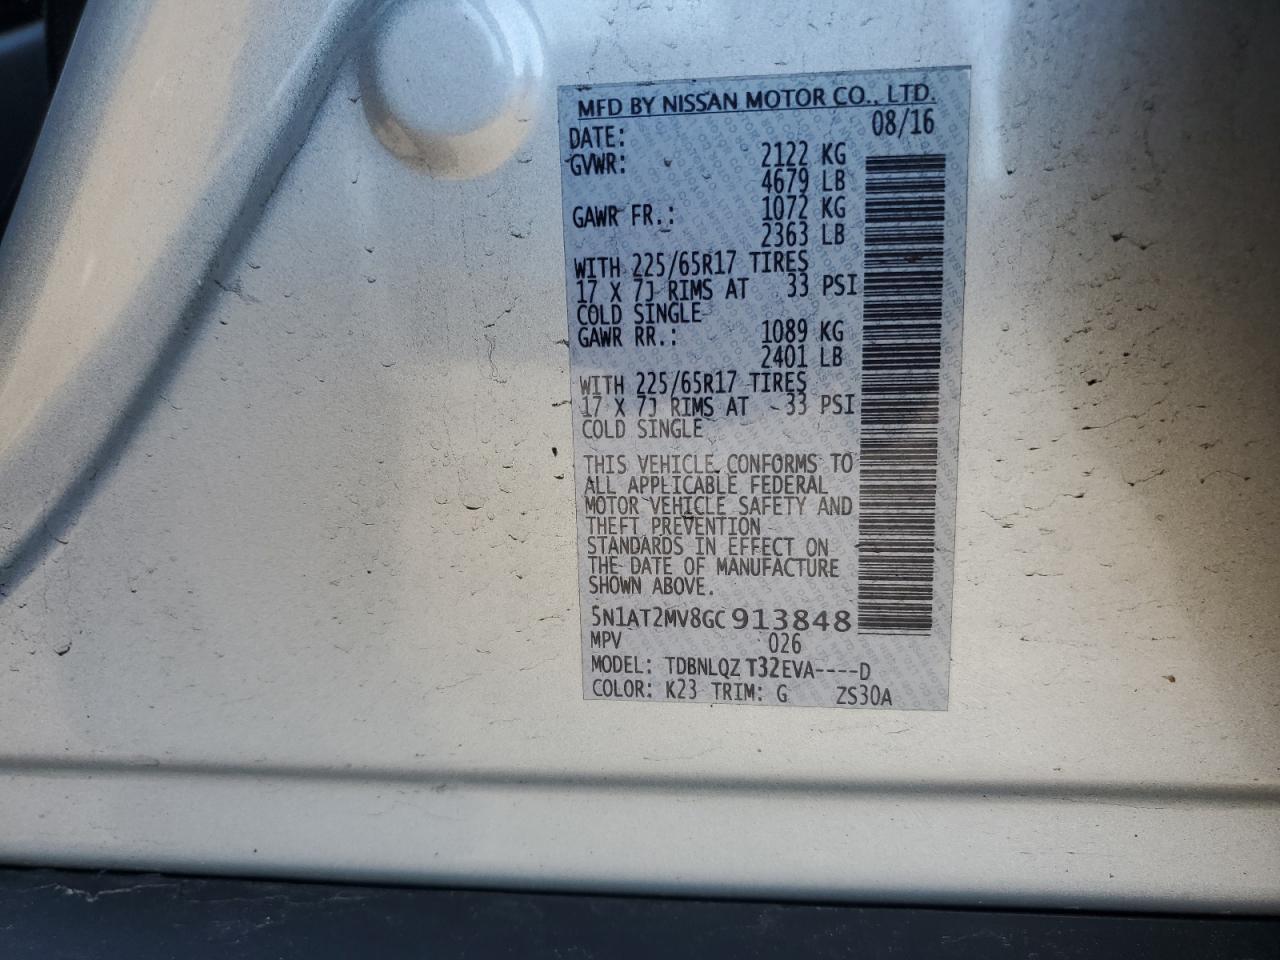 MFD BY NISSAN MOTOR CO., LTD.
DATE: 08/16
GVWR: 2122 KG
4679 LB
GAWR FR.: 1072 KG
2363 LB
WITH 225/65R17 TIRES
17 X 7J RIMS AT 33 PSI
COLD SINGLE
GAWR RR.: 1089 KG
2401 LB
WITH 225/65R17 TIRES
17 X 7J RIMS AT 33 PSI
COLD SINGLE
THIS VEHICLE CONFORMS TO
ALL APPLICABLE FEDERAL
MOTOR VEHICLE SAFETY AND
THEFT PREVENTION
STANDARDS IN EFFECT ON
THE DATE OF MANUFACTURE
SHOWN ABOVE.
5N1AT2MV8GC913848
MPV 026
MODEL: TDBNLQZ T32EVA----D
COLOR: K23 TRIM: G ZS30A